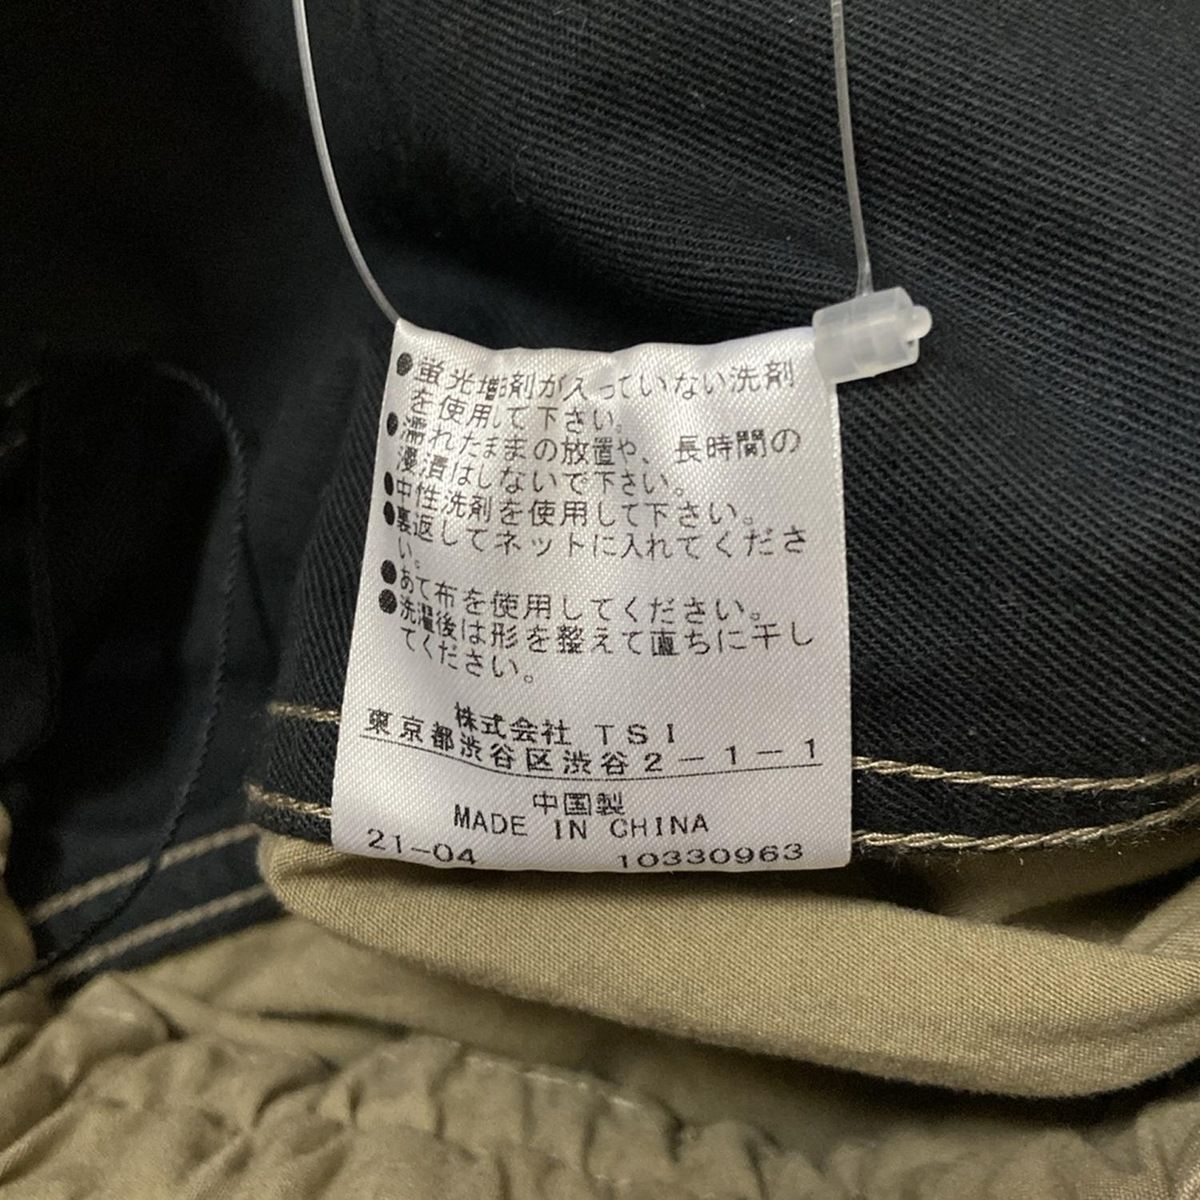 ●蛍光増白剤が入っていない洗剤
を使用して下さい。
●濡れたままの放置や、長時間の
浸漬はしないで下さい。
●中性洗剤を使用して下さい。
●裏返してネットに入れてくださ
い。
●あて布を使用してください。
●洗濯後は形を整えて直ちに干し
てください。
株式会社 TSI
東京都渋谷区渋谷2-1-1
中国製
MADE IN CHINA
21-04 10330963